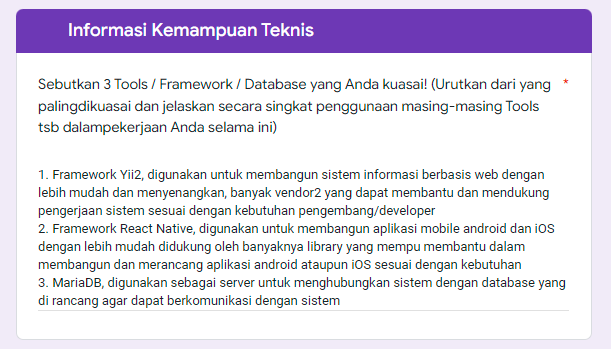 Informasi Kemampuan Teknis
Sebutkan 3 Tools / Framework / Database yang Anda kuasai! (Urutkan dari yang *
palingdikuasai dan jelaskan secara singkat penggunaan masing-masing Tools
tsb dalampekerjaan Anda selama ini)
1. Framework Yii2, digunakan untuk membangun sistem informasi berbasis web dengan
lebih mudah dan menyenangkan, banyak vendor2 yang dapat membantu dan mendukung
pengerjaan sistem sesuai dengan kebutuhan pengembang/developer
2. Framework React Native, digunakan untuk membangun aplikasi mobile android dan iOS
dengan lebih mudah didukung oleh banyaknya library yang mempu membantu dalam
membangun dan merancang aplikasi android ataupun iOS sesuai dengan kebutuhan
3. MariaDB, digunakan sebagai server untuk menghubungkan sistem dengan database yang
di rancang agar dapat berkomunikasi dengan sistem